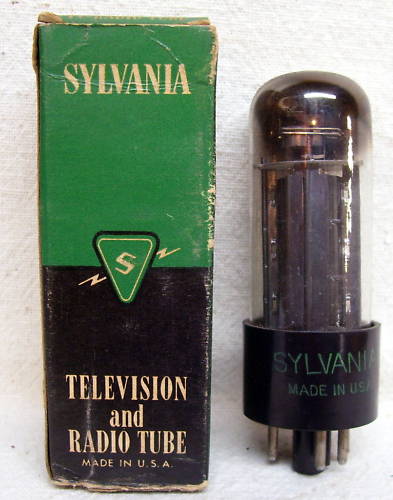 SYLVANIA
S
TELEVISION
and
RADIO TUBE
MADE IN U.S.A.
SYLVANIA
MADE IN USA